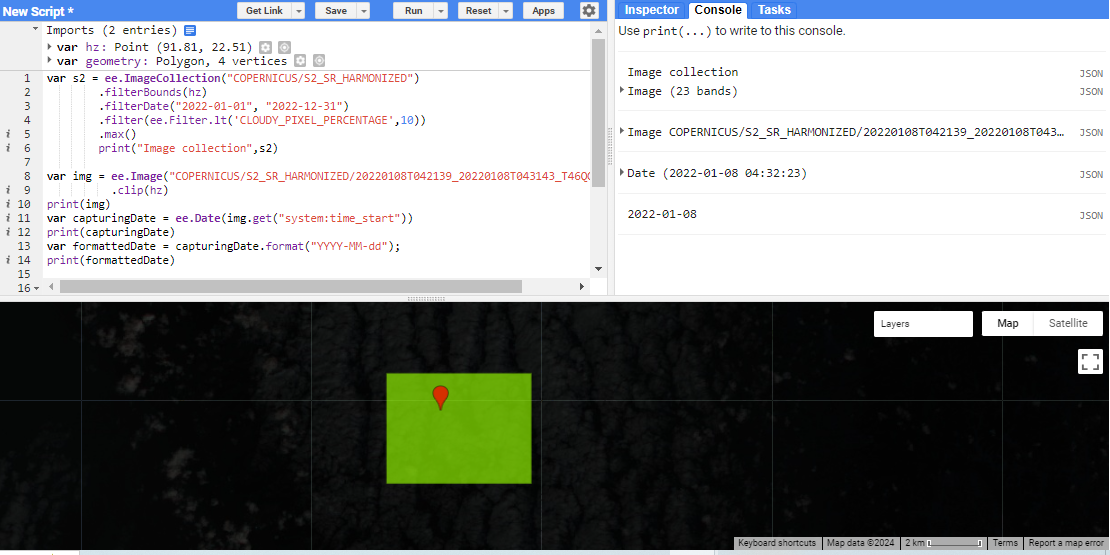 New Script *
Get Link
Save
Run
Reset
Apps
Inspector
Console
Tasks
Imports (2 entries)
var hz: Point (91.81, 22.51)
var geometry: Polygon, 4 vertices
1 var s2 = ee.ImageCollection("COPERNICUS/S2_SR_HARMONIZED")
2 .filterBounds(hz)
3 .filterDate("2022-01-01", "2022-12-31")
4 .filter(ee.Filter.lt('CLOUDY_PIXEL_PERCENTAGE',10))
i 5 .max()
i 6 print("Image collection",s2)
7
8 var img = ee.Image("COPERNICUS/S2_SR_HARMONIZED/20220108T042139_20220108T043143_T46Q
i 9 .clip(hz)
i 10 print(img)
i 11 var capturingDate = ee.Date(img.get("system:time_start"))
i 12 print(capturingDate)
13 var formattedDate = capturingDate.format("YYYY-MM-dd");
i 14 print(formattedDate)
15
16
Use print(...) to write to this console.
Image collection JSON
Image (23 bands) JSON
Image COPERNICUS/S2_SR_HARMONIZED/20220108T042139_20220108T043… JSON
Date (2022-01-08 04:32:23) JSON
2022-01-08 JSON
Layers
Map
Satellite
Keyboard shortcuts
Map data ©2024
2 km
Terms
Report a map error